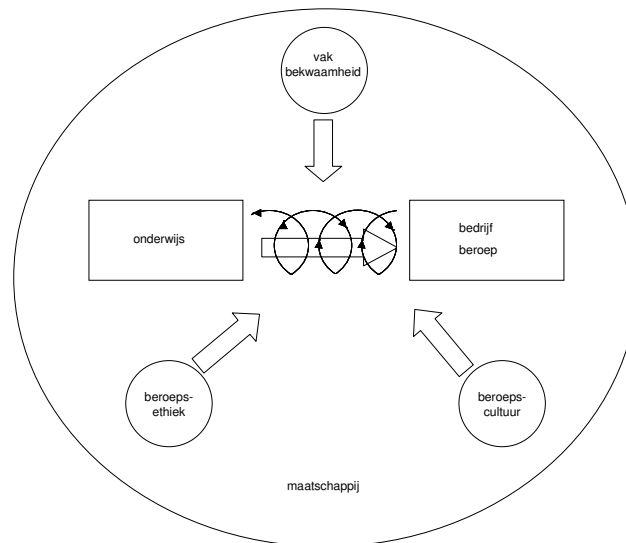 vak
bekwaamheid
onderwijs
bedrijf
beroep
beroeps-
ethiek
beroeps-
cultuur
maatschappij